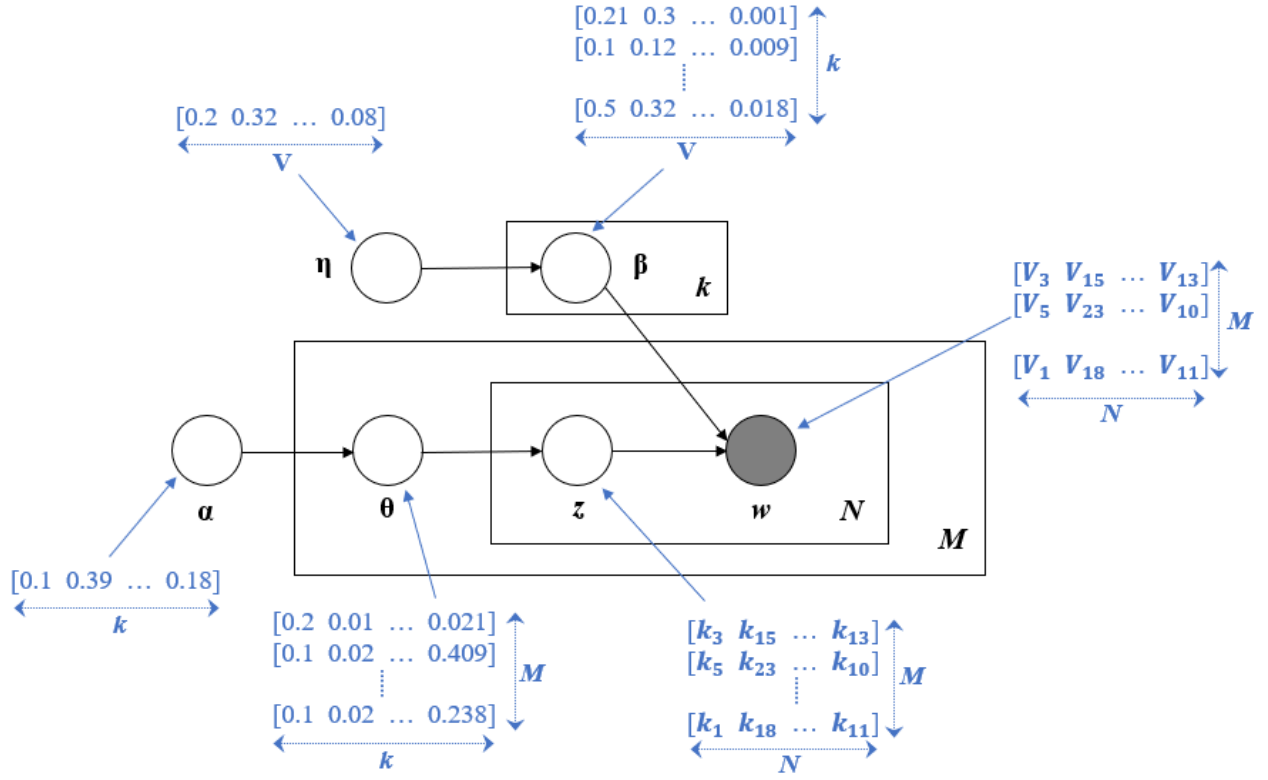 [0.21 0.3 … 0.001]
[0.1 0.12 … 0.009]
k
[0.5 0.32 … 0.018]
V
[0.2 0.32 … 0.08]
V
η
β
k
[V₃ V₁₅ … V₁₃]
[V₅ V₂₃ … V₁₀]
M
[V₁ V₁₈ … V₁₁]
N
α
θ
z
w
N
M
[0.1 0.39 … 0.18]
k
[0.2 0.01 … 0.021]
[0.1 0.02 … 0.409]
M
[0.1 0.02 … 0.238]
k
[k₃ k₁₅ … k₁₃]
[k₅ k₂₃ … k₁₀]
M
[k₁ k₁₈ … k₁₁]
N